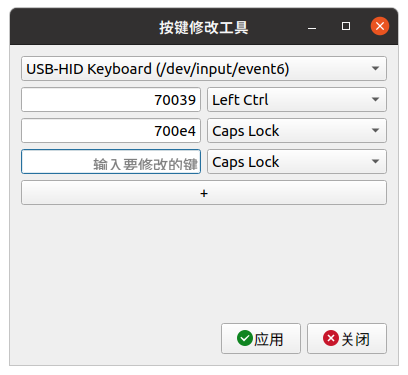 按键修改工具
USB-HID Keyboard (/dev/input/event6)
70039 Left Ctrl
700e4 Caps Lock
输入要修改的键 Caps Lock
+
应用 关闭